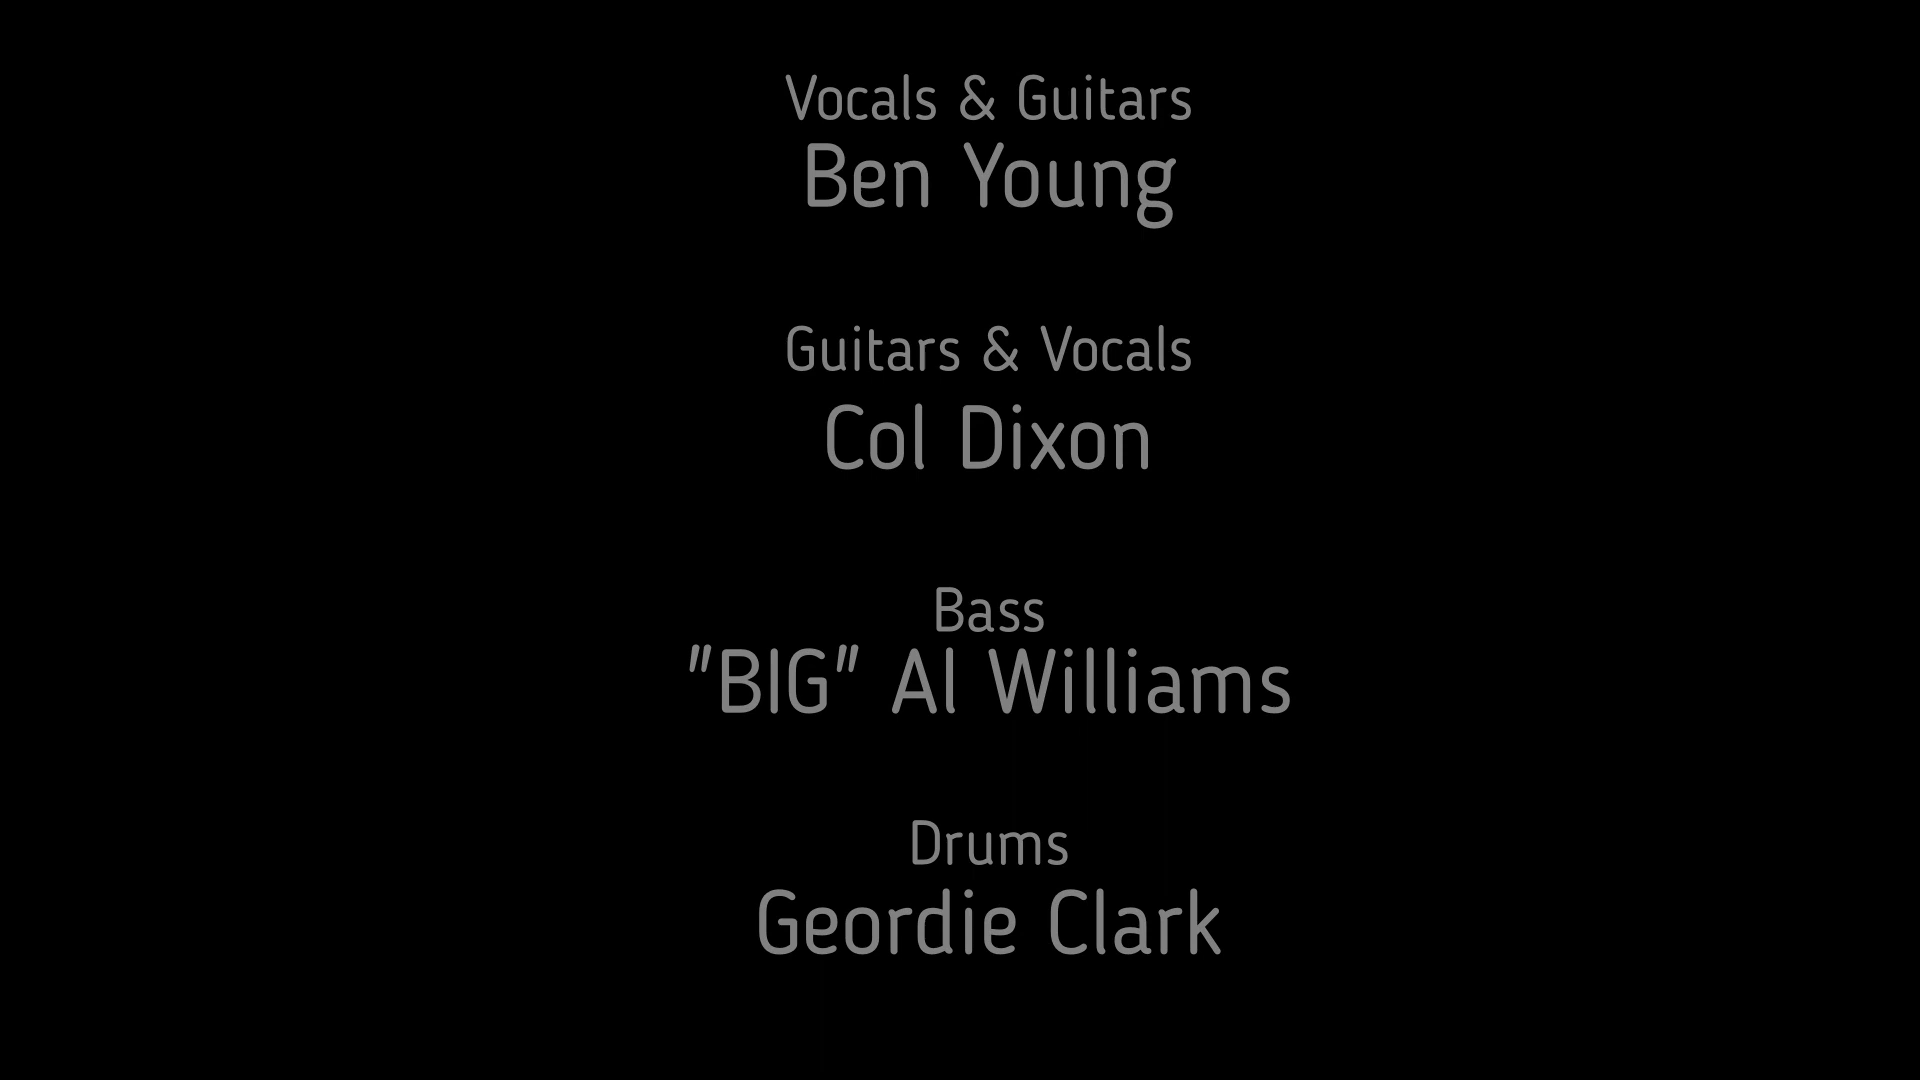 Vocals & Guitars
Ben Young
Guitars & Vocals
Col Dixon
Bass
"BIG" Al Williams
Drums
Geordie Clark